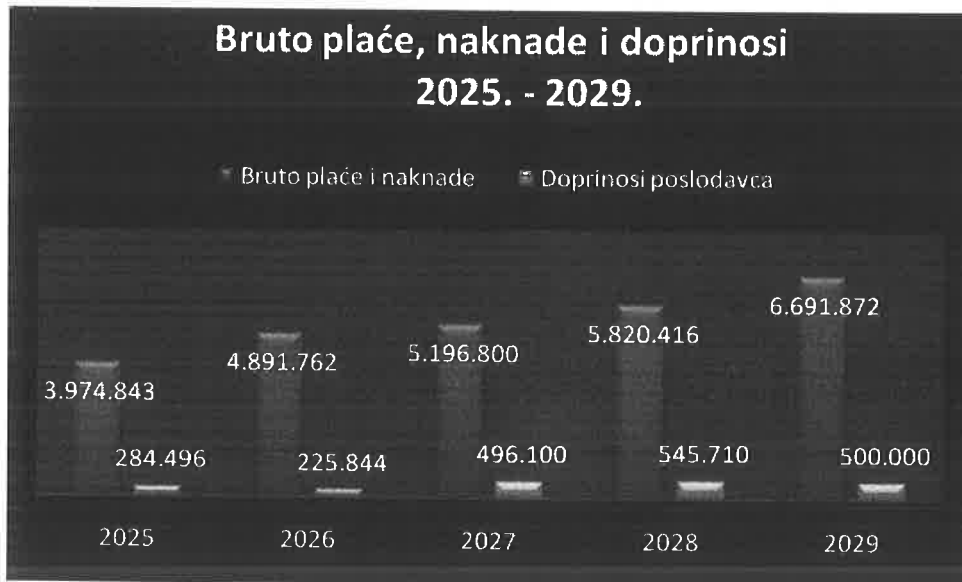 Bruto plaće, naknade i doprinosi
2025. - 2029.
Bruto plaće i naknade Doprinosi poslodavca
6.691.872
5.820.416
5.196.800
4.891.762
3.974.843
284.496 225.844 496.100 545.710 500.000
2025 2026 2027 2028 2029